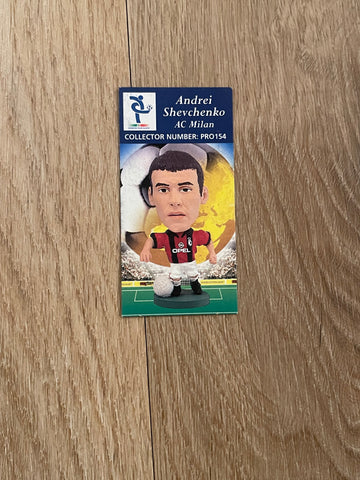 Andrei
Shevchenko
AC Milan
COLLECTOR NUMBER: PRO154
OPEL